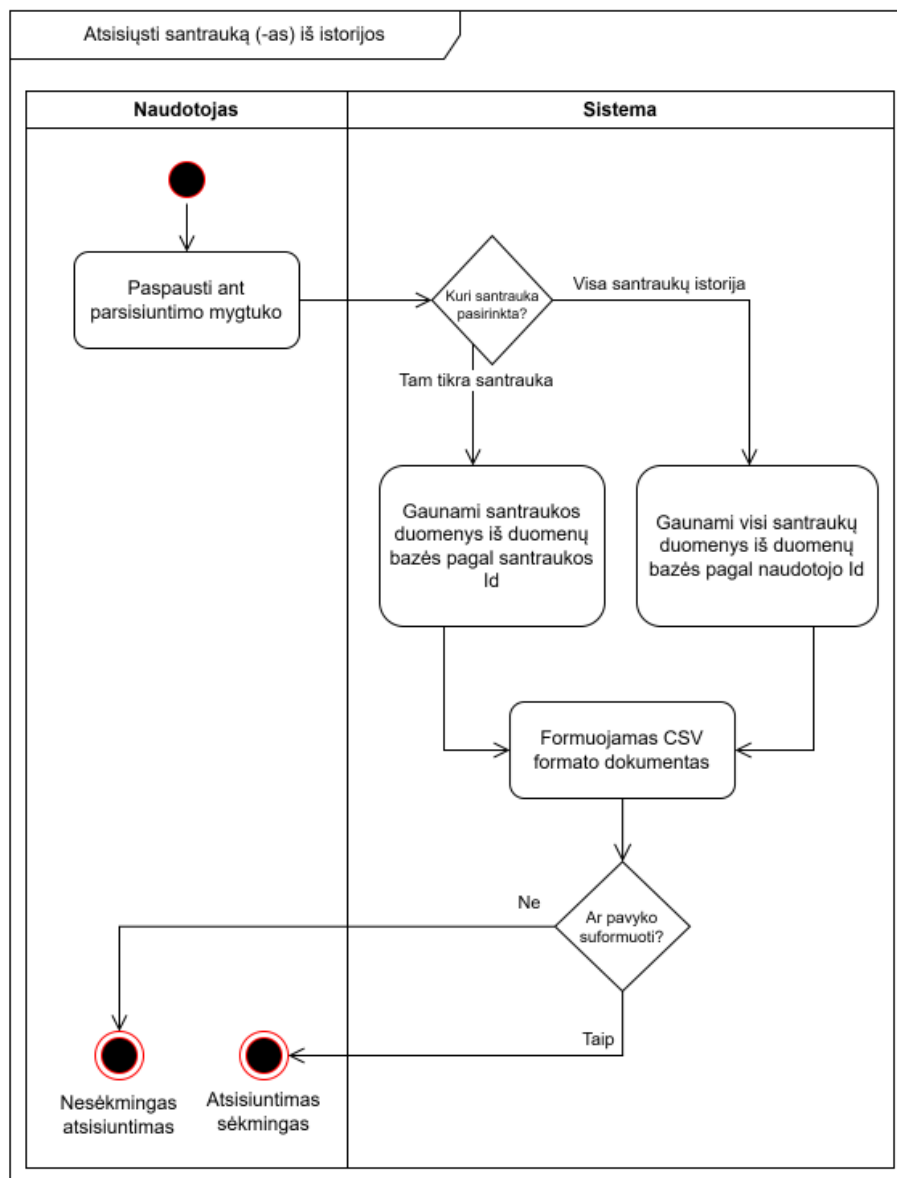 Atsisiųsti santrauką (-as) iš istorijos
Naudotojas
Sistema
Paspausti ant
parsisiuntimo mygtuko
Kuri santrauka
pasirinkta?
Visa santraukų istorija
Tam tikra santrauka
Gaunami santraukos
duomenys iš duomenų
bazės pagal santraukos
Id
Gaunami visi santraukų
duomenys iš duomenų
bazės pagal naudotojo Id
Formuojamas CSV
formato dokumentas
Ar pavyko
suformuoti?
Ne
Taip
Nesėkmingas
atsisiuntimas
Atsisiuntimas
sėkmingas